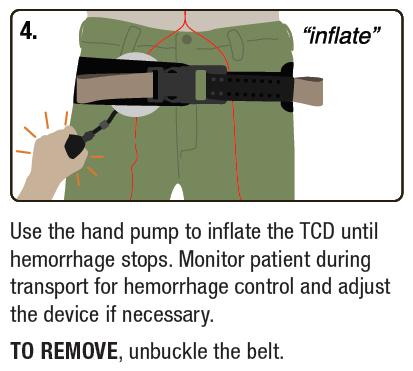 4.
“inflate”
Use the hand pump to inflate the TCD until
hemorrhage stops. Monitor patient during
transport for hemorrhage control and adjust
the device if necessary.
TO REMOVE, unbuckle the belt.